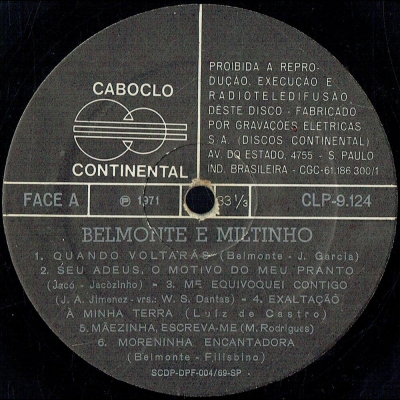 CABOCLO
CONTINENTAL
PROIBIDA A REPRO-
DUÇÃO, EXECUÇÃO E
RADIOTELEDIFUSÃO,
DÊSTE DISCO - FABRICADO
POR GRAVAÇÕES ELETRICAS
S.A. (DISCOS CONTINENTAL)
AV. DO ESTADO, 4755 - S. PAULO
IND. BRASILEIRA - CGC-61.186.300/1
FACE A
Ⓟ 1971
33 1/3
CLP-9.124
BELMONTE E MILTINHO
1. QUANDO VOLTARÁS (Belmonte - J. Garcia)
2. SEU ADEUS, O MOTIVO DO MEU PRANTO
(Jacó - Jacòzinho) - 3. ME EQUIVOQUEI CONTIGO
(J. A. Jimenez - vrs.: W. S. Dantas) - 4. EXALTAÇÃO
À MINHA TERRA (Luiz de Castro)
5. MÃEZINHA, ESCREVA-ME (M. Rodrigues)
6. MORENINHA ENCANTADORA
(Belmonte - Filisbino)
SCDP-DPF-004/69-SP